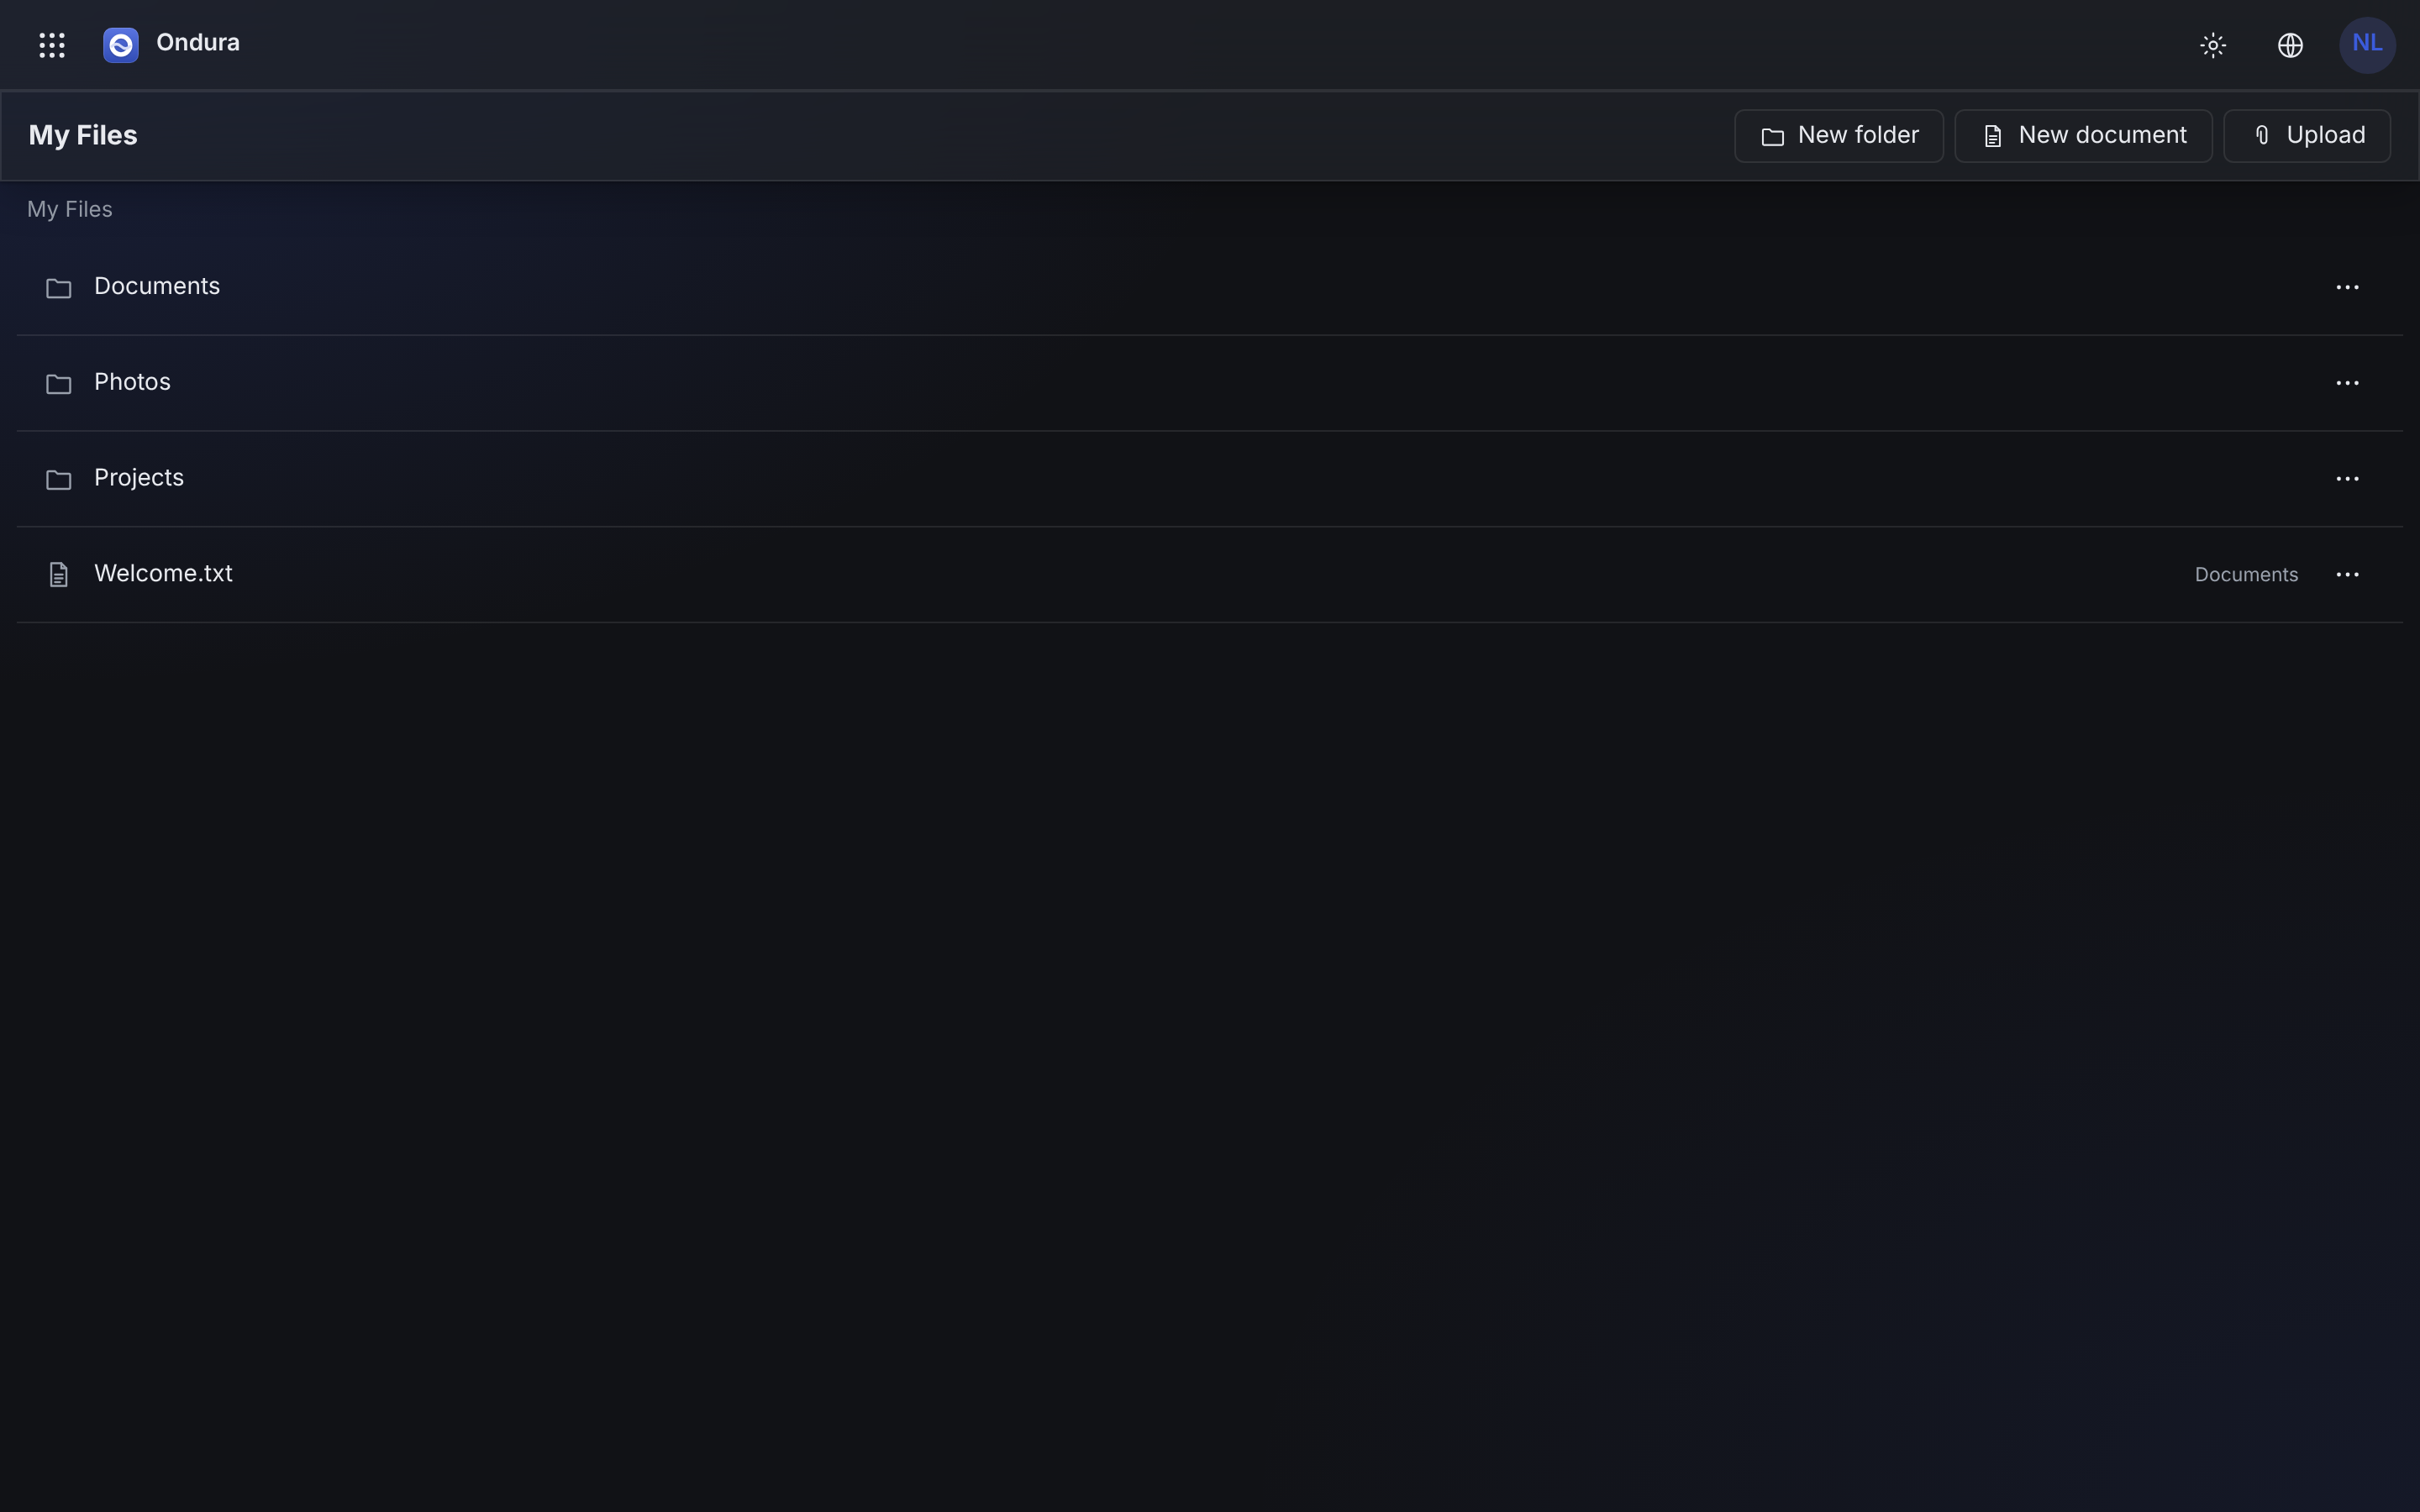 Ondura
NL
My Files
New folder
New document
Upload
My Files
Documents
Photos
Projects
Welcome.txt
Documents